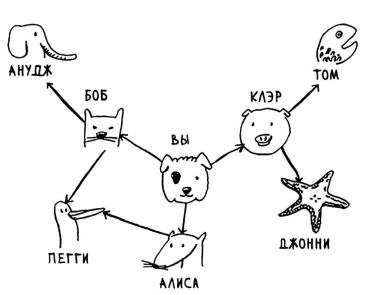 АНУДЖ
БОБ
ВЫ
КЛЭР
ТОМ
ПЕГГИ
АЛИСА
ДЖОННИ